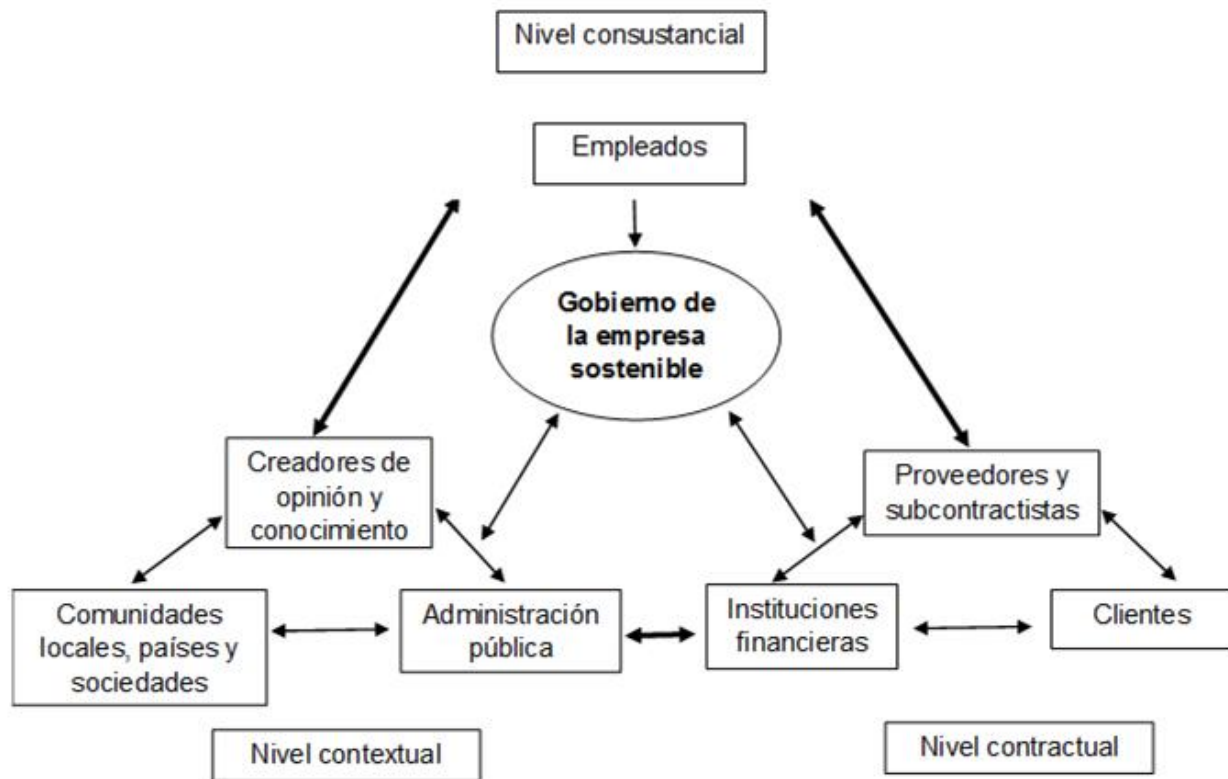 Nivel consustancial
Empleados
Gobierno de
la empresa
sostenible
Creadores de
opinión y
conocimiento
Proveedores y
subcontractistas
Comunidades
locales, países y
sociedades
Administración
pública
Instituciones
financieras
Clientes
Nivel contextual
Nivel contractual